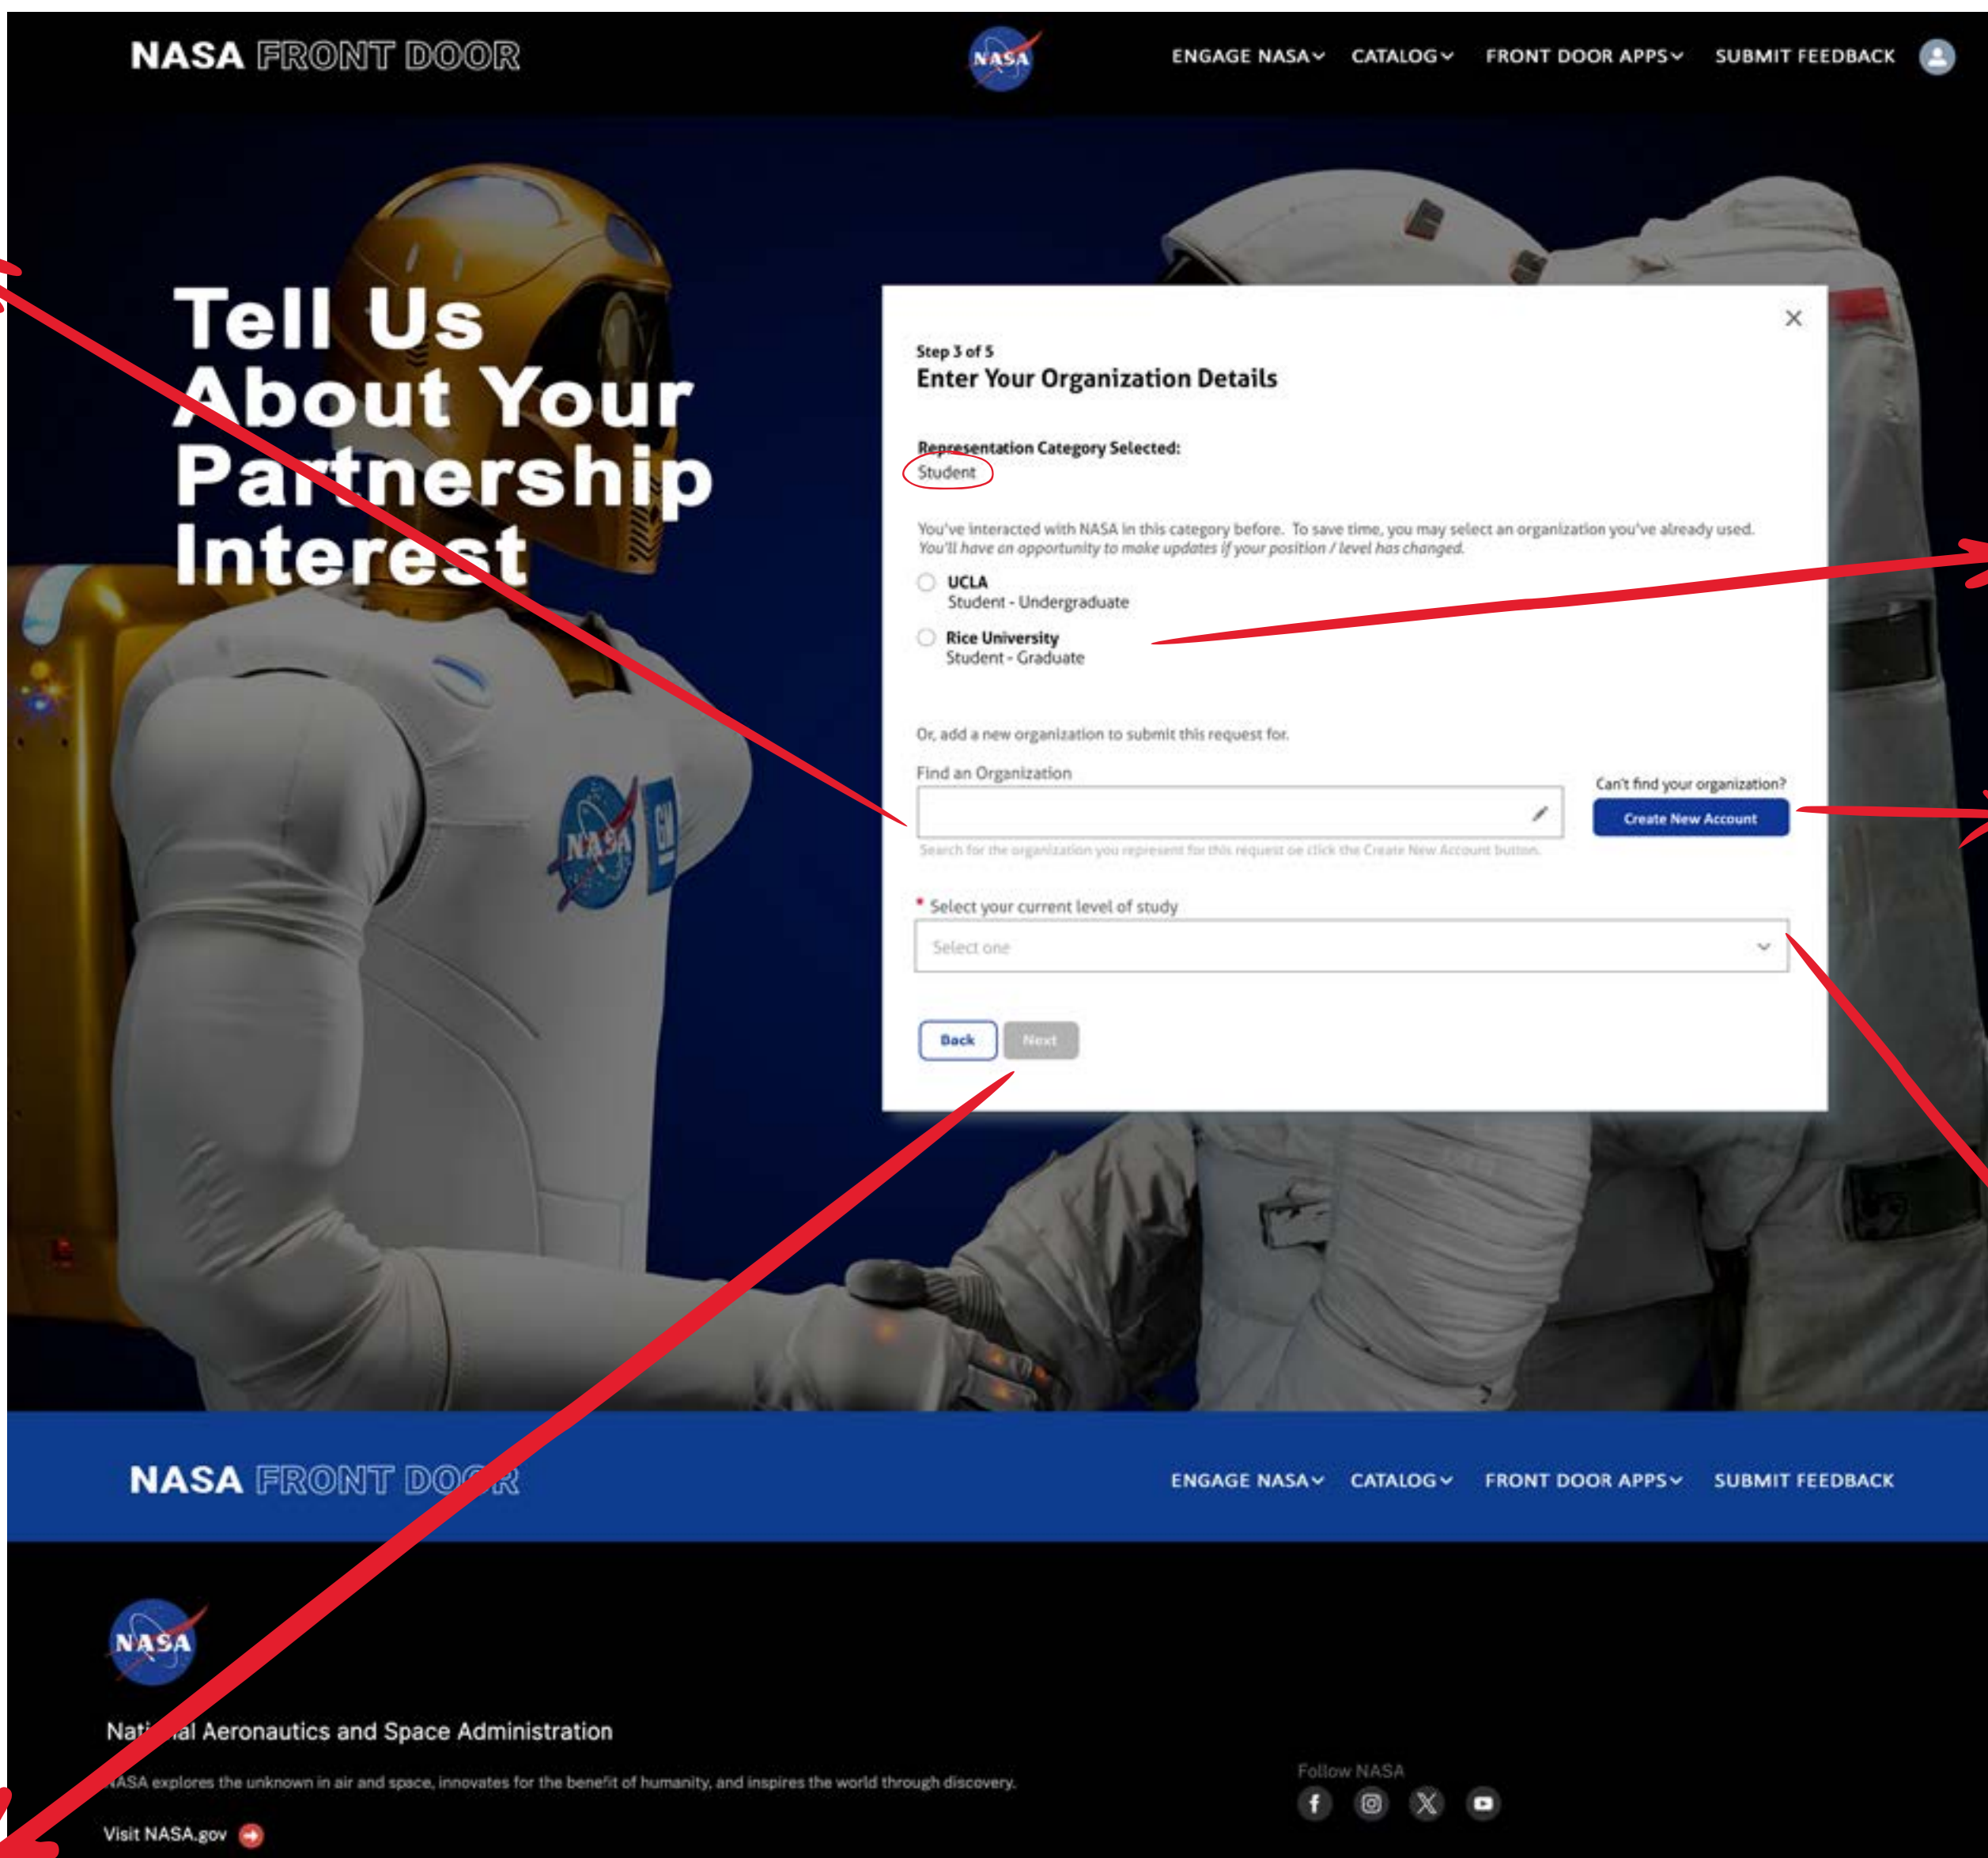 NASA FRONT DOOR
NASA
ENGAGE NASA CATALOG FRONT DOOR APPS SUBMIT FEEDBACK
Tell Us
About Your
Partnership
Interest
Step 3 of 5
Enter Your Organization Details
Representation Category Selected:
Student
You've interacted with NASA in this category before. To save time, you may select an organization you've already used.
You'll have an opportunity to make updates if your position / level has changed.
UCLA
Student - Undergraduate
Rice University
Student - Graduate
Or, add a new organization to submit this request for.
Find an Organization
Can't find your organization?
Create New Account
Search for the organization you represent for this request oe click the Create New Account button.
* Select your current level of study
Select one
Back Next
NASA GM
NASA FRONT DOOR
ENGAGE NASA CATALOG FRONT DOOR APPS SUBMIT FEEDBACK
NASA
National Aeronautics and Space Administration
NASA explores the unknown in air and space, innovates for the benefit of humanity, and inspires the world through discovery.
Visit NASA.gov
Follow NASA